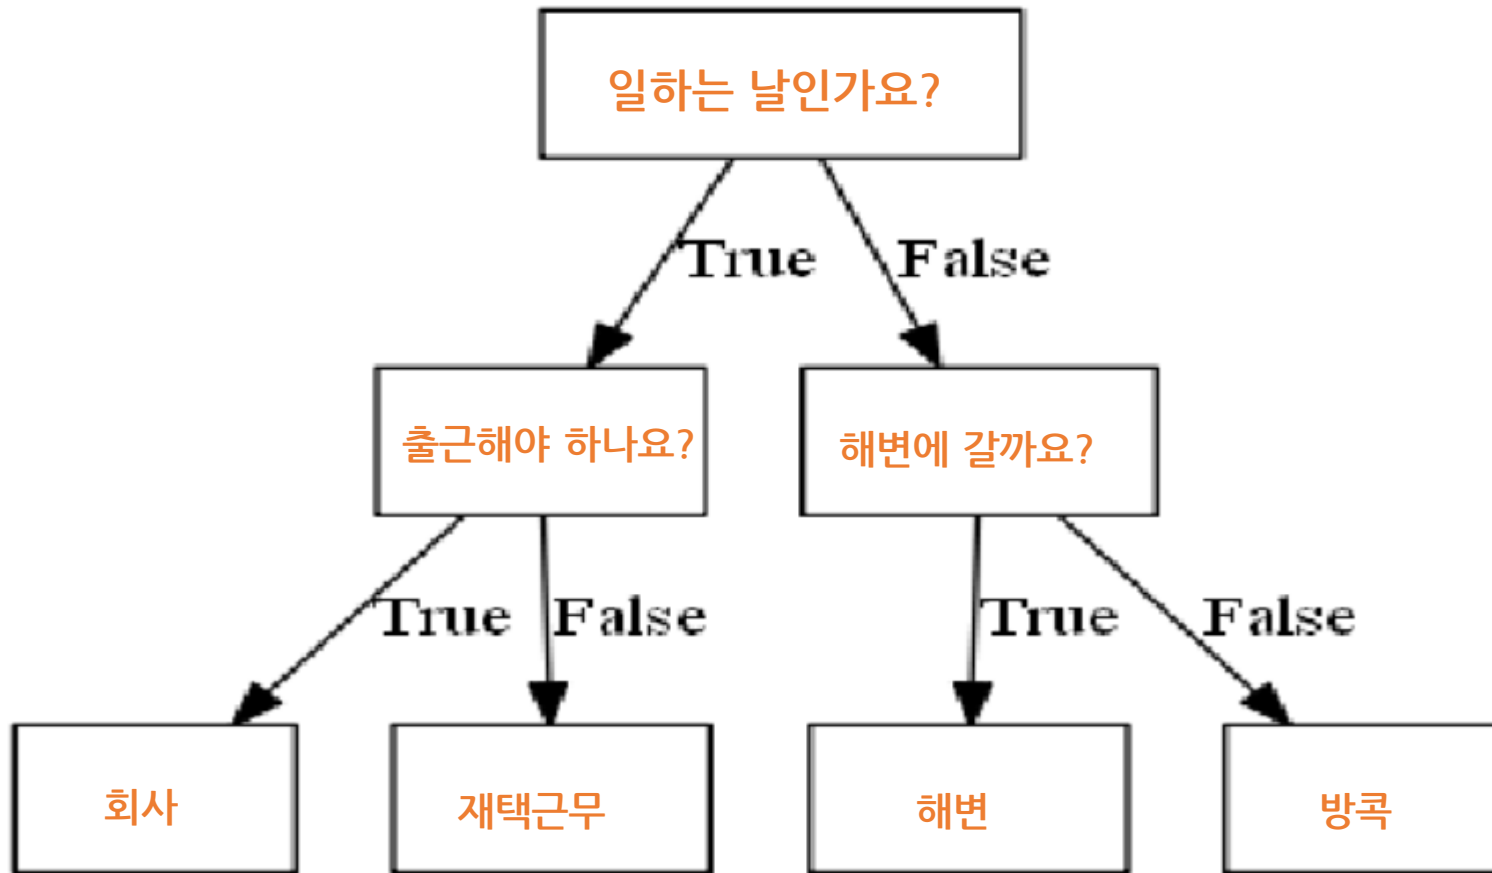 일하는 날인가요?
True
False
출근해야 하나요?
해변에 갈까요?
True
False
True
False
회사
재택근무
해변
방콕